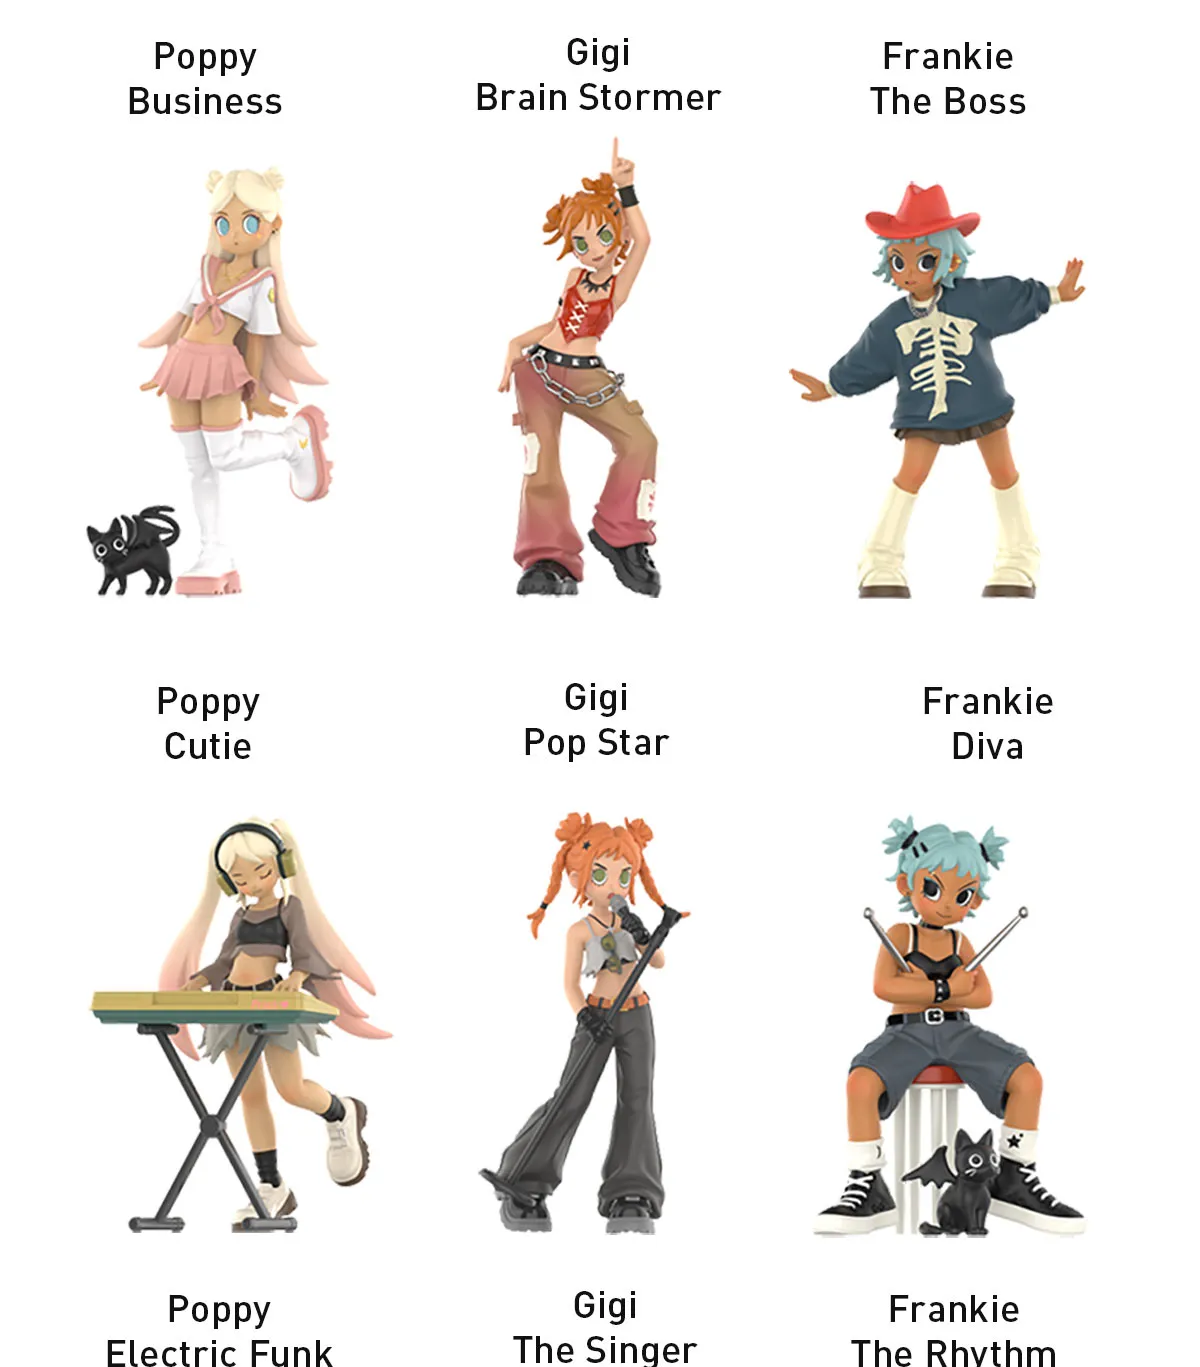 Poppy
Business
Gigi
Brain Stormer
Frankie
The Boss
Poppy
Cutie
Gigi
Pop Star
Frankie
Diva
Poppy
Electric Funk
Gigi
The Singer
Frankie
The Rhythm